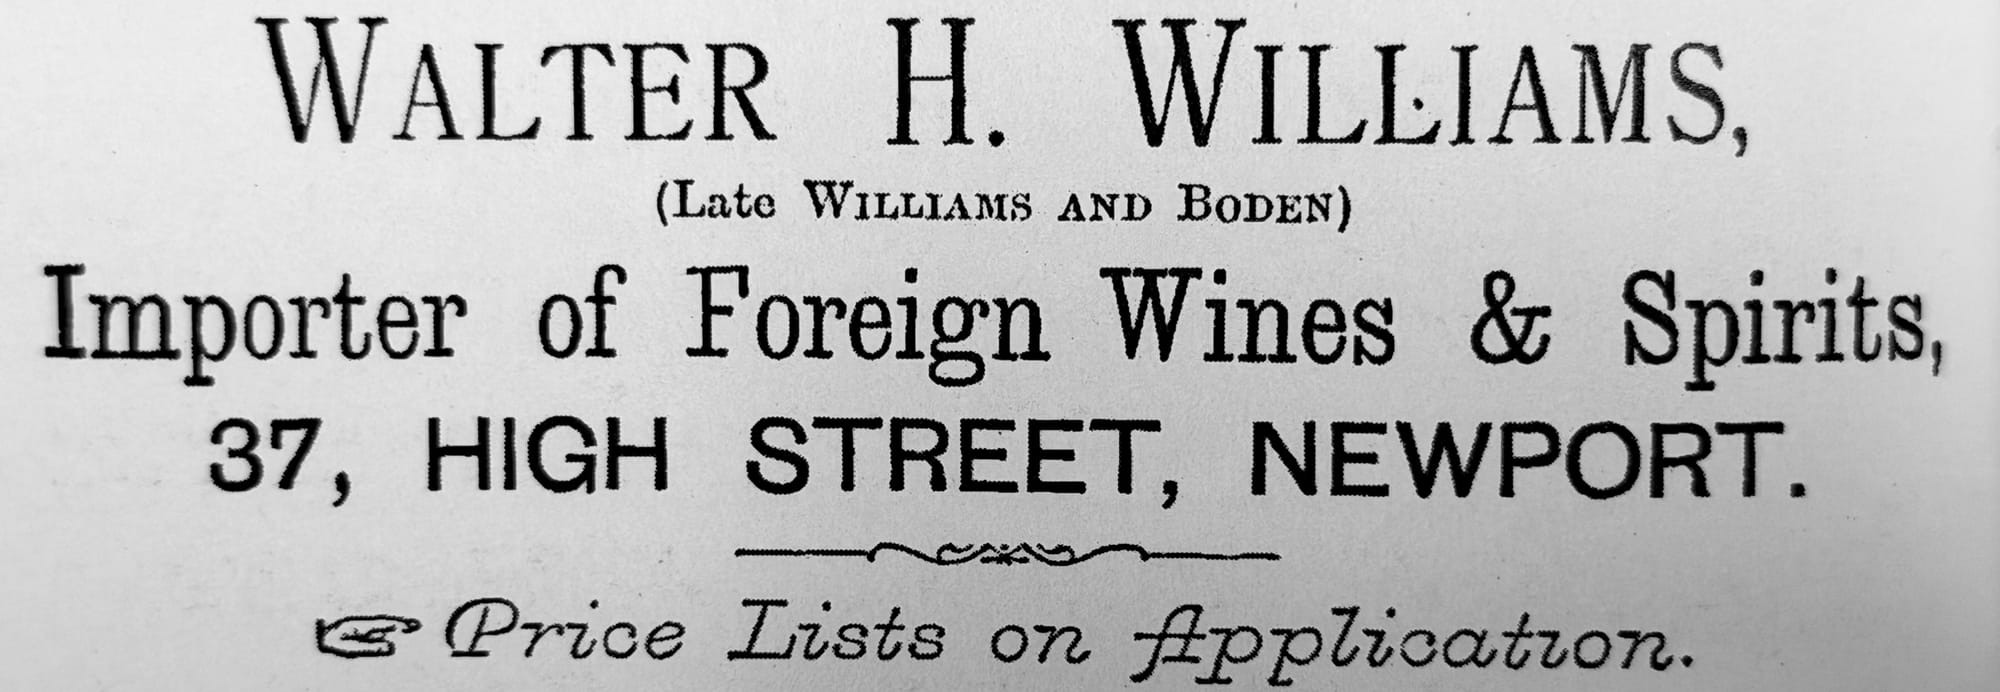 WALTER H. WILLIAMS,
(Late WILLIAMS AND BODEN)
Importer of Foreign Wines & Spirits,
37, HIGH STREET, NEWPORT.
☞ Price Lists on Application.